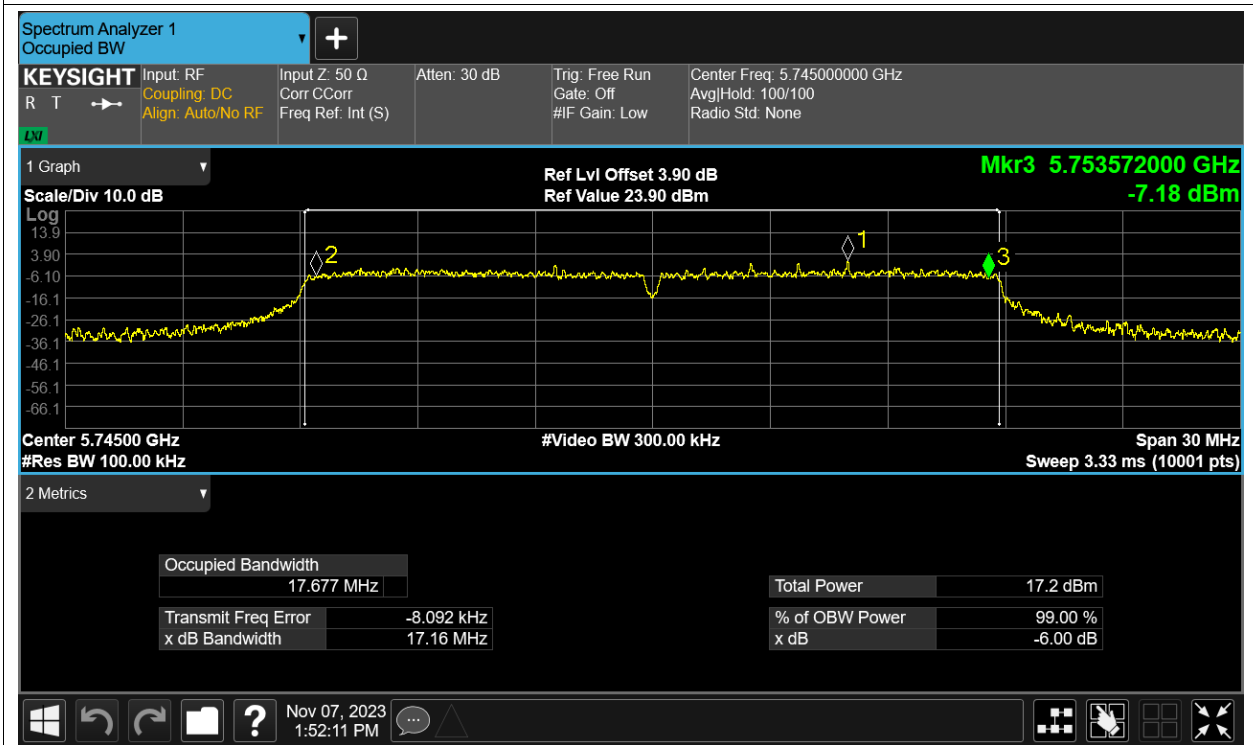 Spectrum Analyzer 1
Occupied BW
KEYSIGHT
R T
LXI
Input: RF
Coupling: DC
Align: Auto/No RF
Input Z: 50 Ω
Corr CCorr
Freq Ref: Int (S)
Atten: 30 dB
Trig: Free Run
Gate: Off
#IF Gain: Low
Center Freq: 5.745000000 GHz
Avg|Hold: 100/100
Radio Std: None
1 Graph
Scale/Div 10.0 dB
Ref Lvl Offset 3.90 dB
Ref Value 23.90 dBm
Mkr3 5.753572000 GHz
-7.18 dBm
Log
13.9
3.90
-6.10
-16.1
-26.1
-36.1
-46.1
-56.1
-66.1
2
1
3
Center 5.74500 GHz
#Res BW 100.00 kHz
#Video BW 300.00 kHz
Span 30 MHz
Sweep 3.33 ms (10001 pts)
2 Metrics
Occupied Bandwidth
17.677 MHz
Transmit Freq Error -8.092 kHz
x dB Bandwidth 17.16 MHz
Total Power 17.2 dBm
% of OBW Power 99.00 %
x dB -6.00 dB
?
Nov 07, 2023
1:52:11 PM